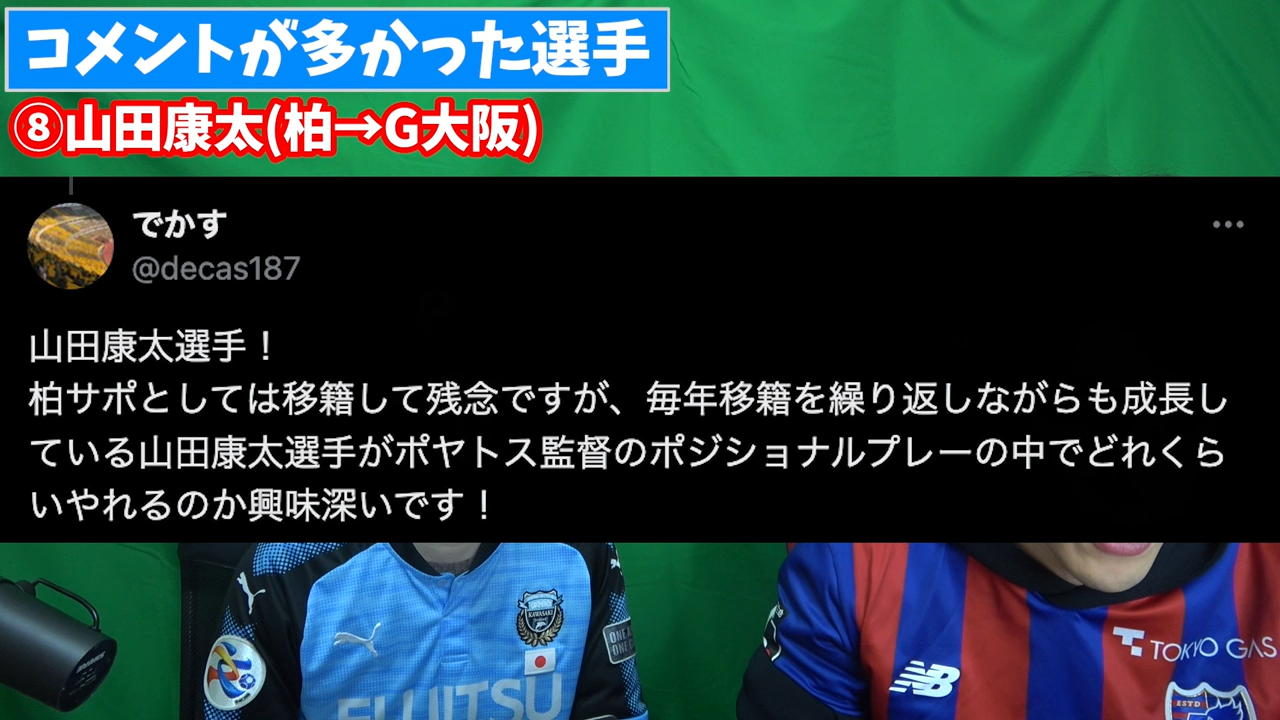 コメントが多かった選手
⑧山田康太(柏→G大阪)
でかす
@decas187
山田康太選手！
柏サポとしては移籍して残念ですが、毎年移籍を繰り返しながらも成長し
ている山田康太選手がポヤトス監督のポジショナルプレーの中でどれくら
いやれるのか興味深いです！
KAWASAKI
FUJITSU
TOKYO GAS
ESTD